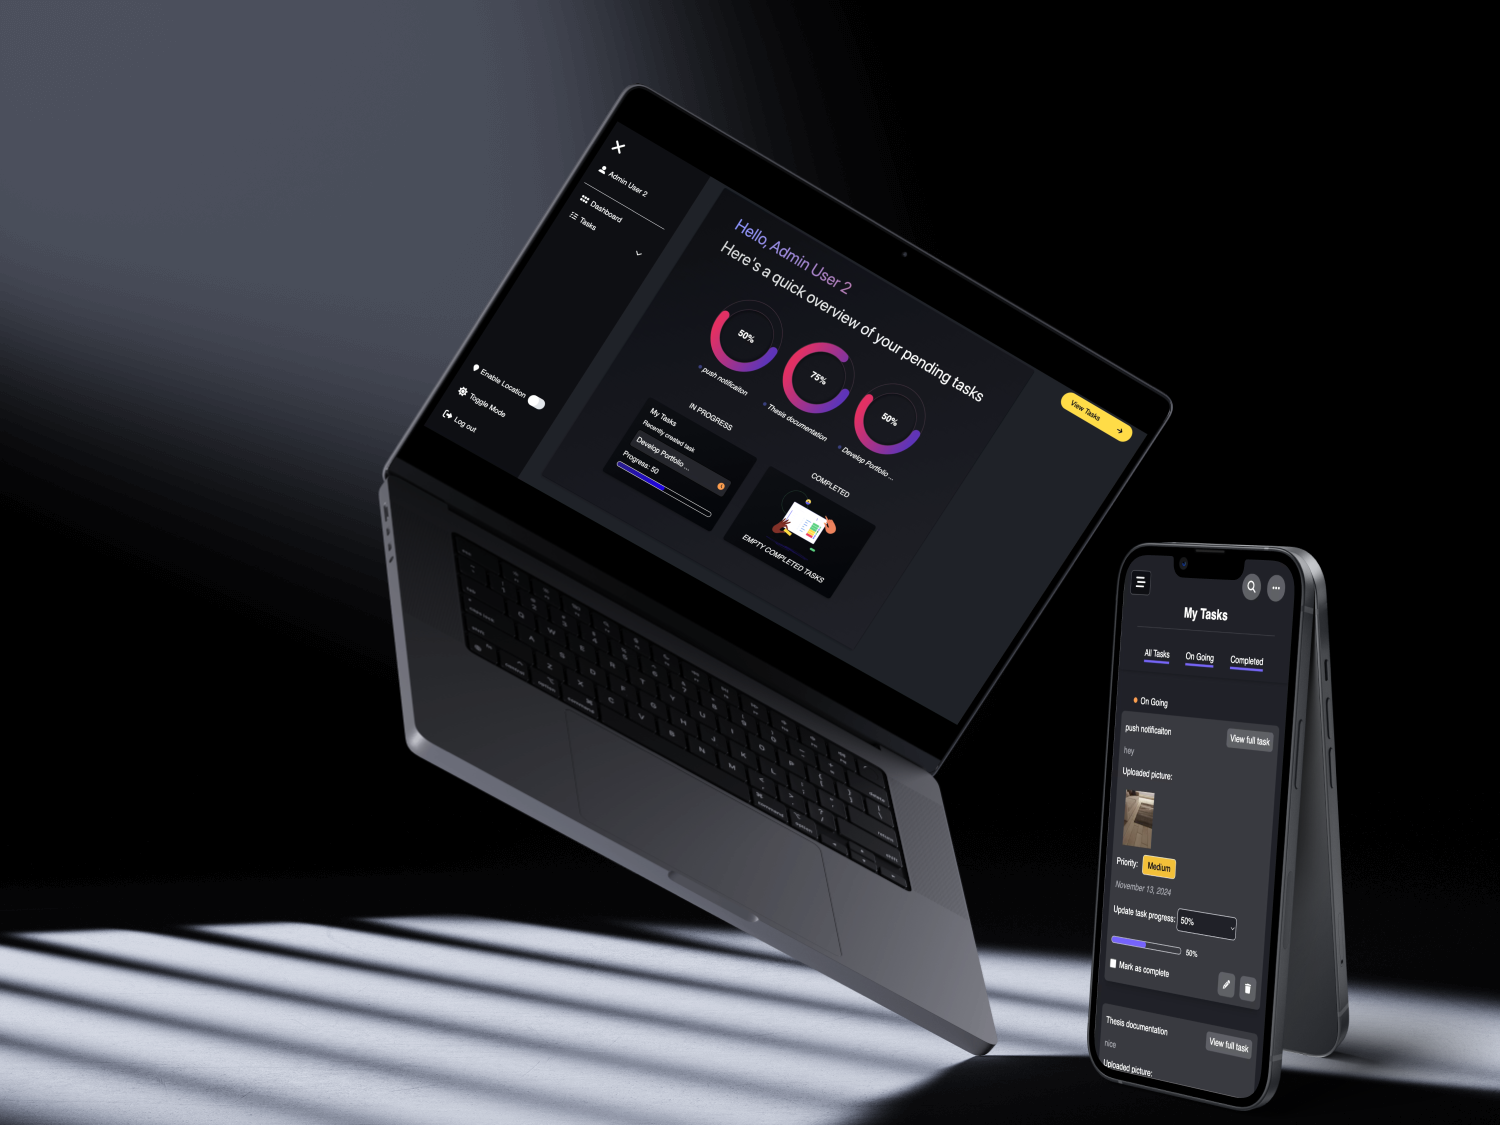 Admin User 2
Dashboard
Tasks
Enable Location
Toggle Mode
Log out
Hello, Admin User 2
Here's a quick overview of your pending tasks
50%
75%
50%
push notificaiton
Thesis documentation
Develop Portfolio ...
View Tasks
IN PROGRESS
My Tasks
Recently created task
Develop Portfolio ...
Progress: 50
COMPLETED
EMPTY COMPLETED TASKS
My Tasks
All Tasks On Going Completed
On Going
push notificaiton
View full task
hey
Uploaded picture:
Priority: Medium
November 13, 2024
Update task progress: 50%
50%
Mark as complete
Thesis documentation
View full task
nice
Uploaded picture: